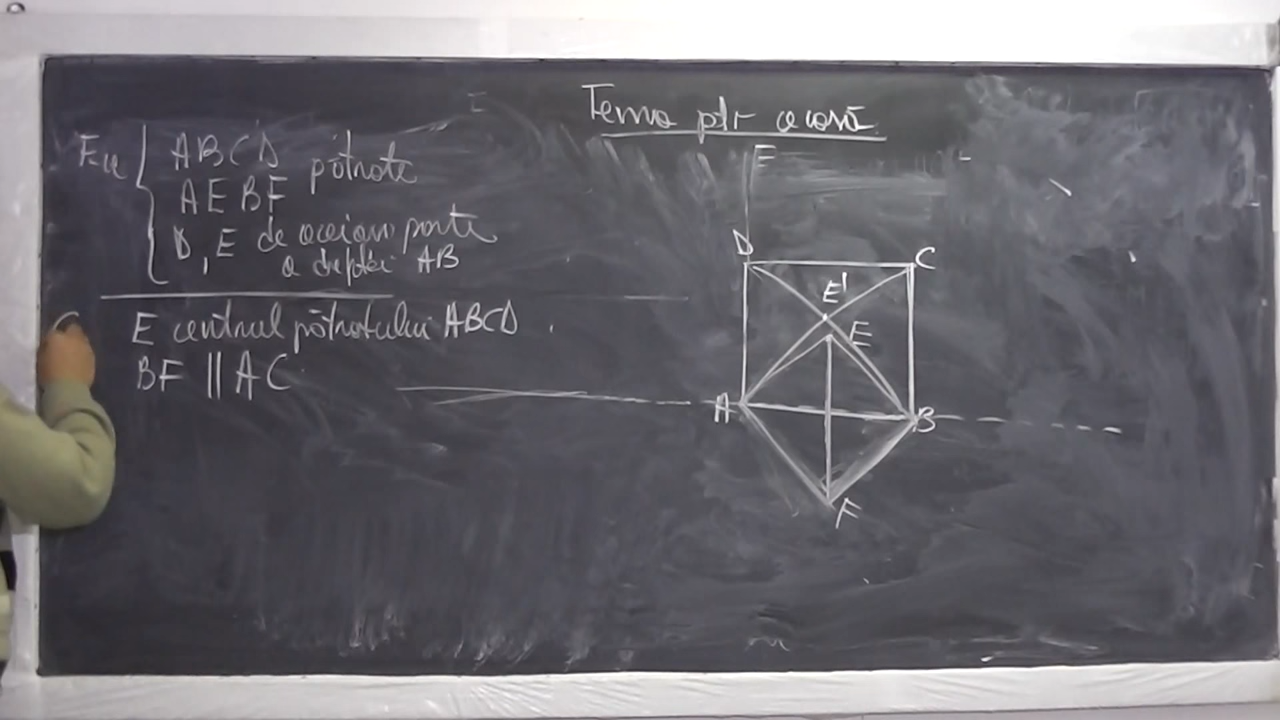 Temă ptr acasă
Fie ABCD pătrate
AEBF
D, E de aceiași parte
a dreptei AB
E centrul pătratului ABCD
BF || AC
E
D
C
E'
E
A
B
F